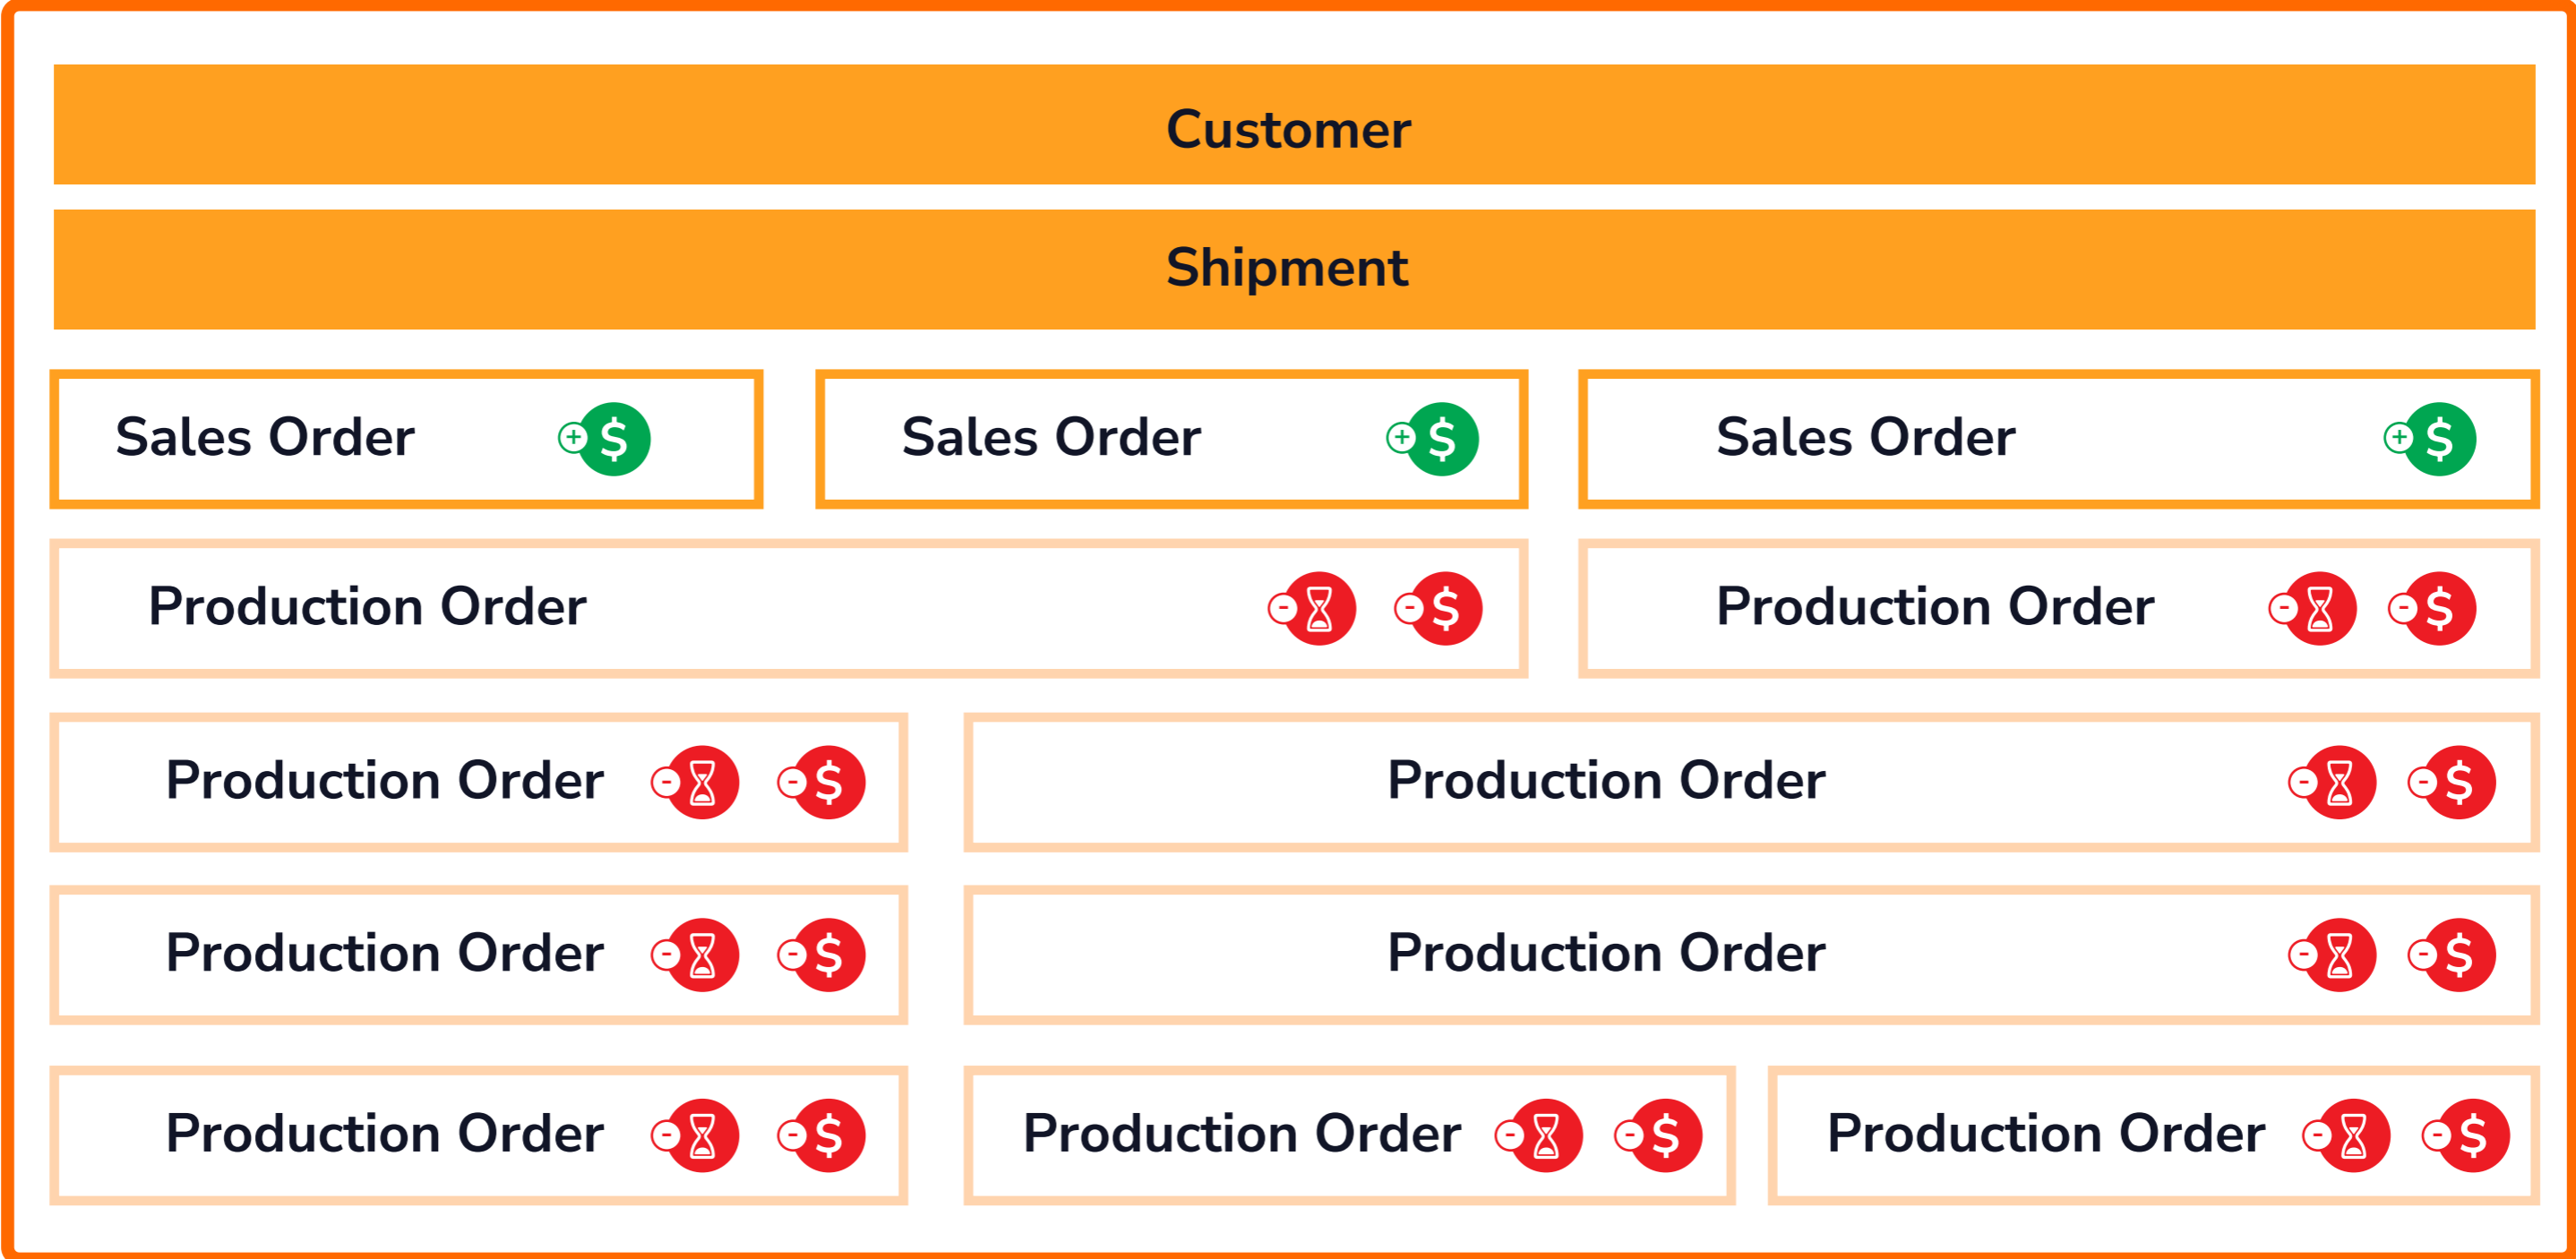 Customer
Shipment
Sales Order + $ Sales Order + $ Sales Order + $
Production Order - - $ Production Order - - $
Production Order - - $ Production Order - - $
Production Order - - $ Production Order - - $
Production Order - - $ Production Order - - $ Production Order - - $